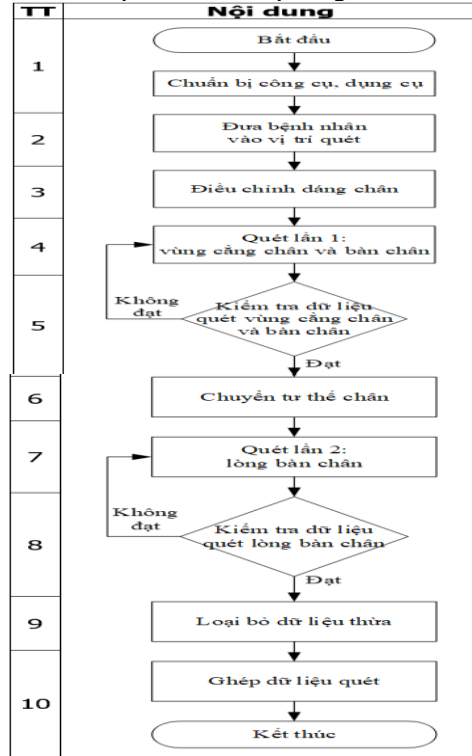 TT Nội dung
Bắt đầu
1
Chuẩn bị công cụ, dụng cụ
2
Đưa bệnh nhân
vào vị trí quét
3
Điều chỉnh dáng chân
4
Quét lần 1:
vùng cẳng chân và bàn chân
5
Không
đạt
Kiểm tra dữ liệu
quét vùng cẳng chân
và bàn chân
Đạt
6
Chuyển tư thế chân
7
Quét lần 2:
lòng bàn chân
8
Không
đạt
Kiểm tra dữ liệu
quét lòng bàn chân
Đạt
9
Loại bỏ dữ liệu thừa
10
Ghép dữ liệu quét
Kết thúc